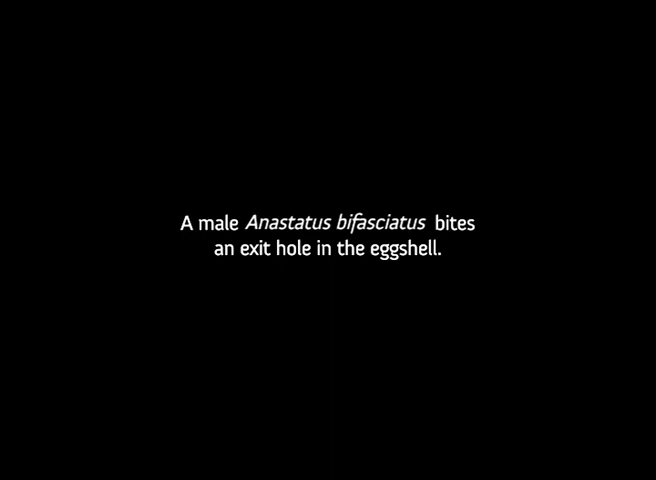 A male Anastatus bifasciatus bites
an exit hole in the eggshell.